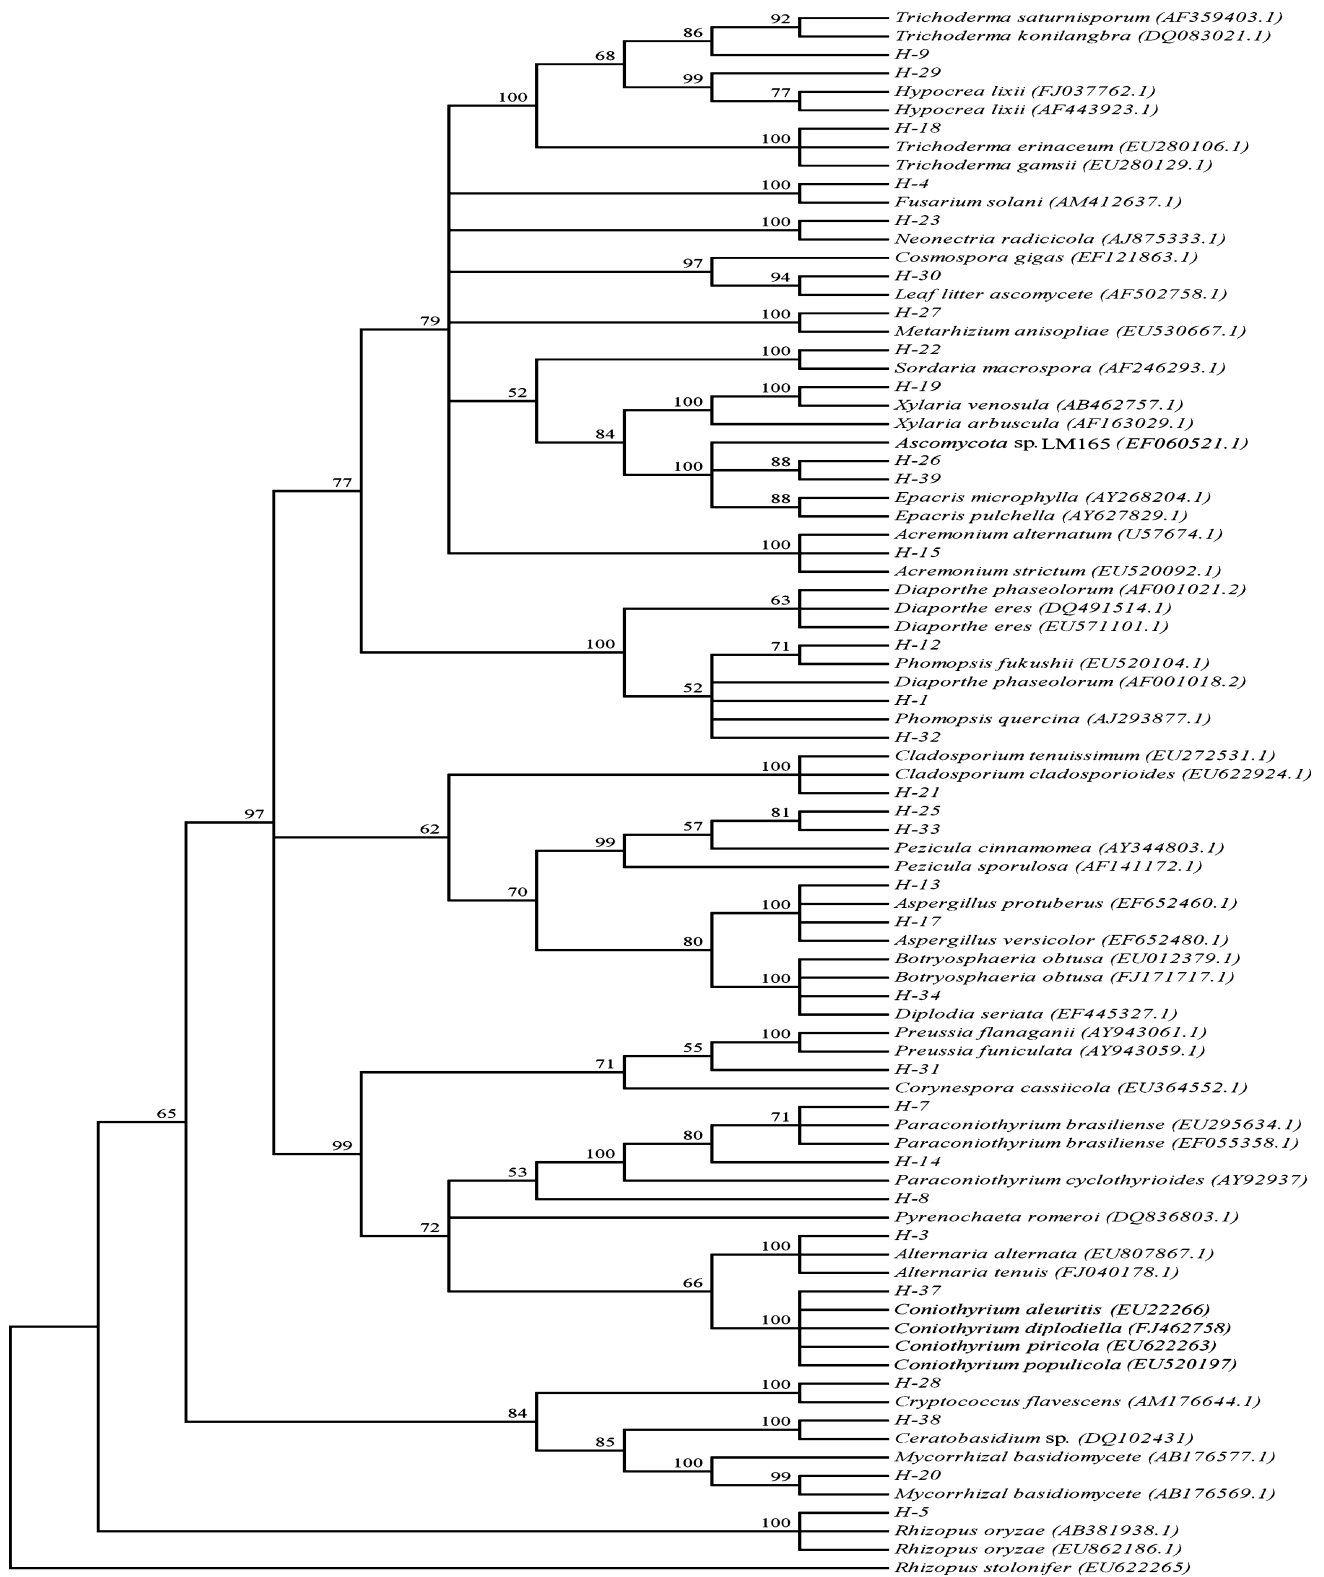 92
Trichoderma saturnisporum (AF359403.1)
Trichoderma konilangbra (DQ083021.1)
86
H-9
68
H-29
99
77
Hypocrea lixii (FJ037762.1)
Hypocrea lixii (AF443923.1)
100
H-18
100
Trichoderma erinaceum (EU280106.1)
Trichoderma gamsii (EU280129.1)
H-4
100
Fusarium solani (AM412637.1)
H-23
100
Neonectria radicicola (AJ875333.1)
Cosmospora gigas (EF121863.1)
97
H-30
94
Leaf litter ascomycete (AF502758.1)
H-27
100
Metarhizium anisopliae (EU530667.1)
79
H-22
100
Sordaria macrospora (AF246293.1)
52
H-19
100
Xylaria venosula (AB462757.1)
100
Xylaria arbuscula (AF163029.1)
84
Ascomycota sp. LM165 (EF060521.1)
H-26
88
100
H-39
Epacris microphylla (AY268204.1)
88
Epacris pulchella (AY627829.1)
77
Acremonium alternatum (U57674.1)
100
H-15
Acremonium strictum (EU520092.1)
Diaporthe phaseolorum (AF001021.2)
63
Diaporthe eres (DQ491514.1)
Diaporthe eres (EU571101.1)
100
H-12
71
Phomopsis fukushii (EU520104.1)
Diaporthe phaseolorum (AF001018.2)
52
H-1
Phomopsis quercina (AJ293877.1)
H-32
Cladosporium tenuissimum (EU272531.1)
100
Cladosporium cladosporioides (EU622924.1)
H-21
97
H-25
81
H-33
62
57
Pezicula cinnamomea (AY344803.1)
99
Pezicula sporulosa (AF141172.1)
70
H-13
100
Aspergillus protuberus (EF652460.1)
H-17
80
Aspergillus versicolor (EF652480.1)
Botryosphaeria obtusa (EU012379.1)
100
Botryosphaeria obtusa (FJ171717.1)
H-34
Diplodia seriata (EF445327.1)
Preussia flanaganii (AY943061.1)
100
Preussia funiculata (AY943059.1)
55
H-31
71
Corynespora cassiicola (EU364552.1)
65
H-7
71
Paraconiothyrium brasiliense (EU295634.1)
80
Paraconiothyrium brasiliense (EF055358.1)
99
100
H-14
53
Paraconiothyrium cyclothyrioides (AY92937)
H-8
72
Pyrenochaeta romeroi (DQ836803.1)
H-3
100
Alternaria alternata (EU807867.1)
Alternaria tenuis (FJ040178.1)
66
H-37
Coniothyrium aleuritis (EU22266)
100
Coniothyrium diplodiella (FJ462758)
Coniothyrium piricola (EU622263)
Coniothyrium populicola (EU520197)
H-28
100
Cryptococcus flavescens (AM176644.1)
84
H-38
100
Ceratobasidium sp. (DQ102431)
85
Mycorrhizal basidiomycete (AB176577.1)
100
H-20
99
Mycorrhizal basidiomycete (AB176569.1)
H-5
100
Rhizopus oryzae (AB381938.1)
Rhizopus oryzae (EU862186.1)
Rhizopus stolonifer (EU622265)